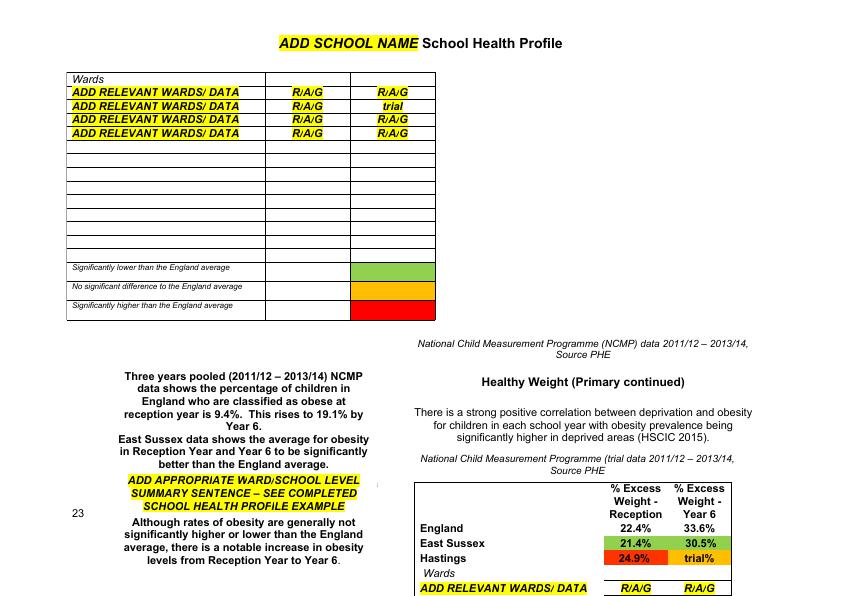 ADD SCHOOL NAME School Health Profile
Wards
ADD RELEVANT WARDS/ DATA R/A/G R/A/G
ADD RELEVANT WARDS/ DATA R/A/G trial
ADD RELEVANT WARDS/ DATA R/A/G R/A/G
ADD RELEVANT WARDS/ DATA R/A/G R/A/G
Significantly lower than the England average
No significant difference to the England average
Significantly higher than the England average
Three years pooled (2011/12 – 2013/14) NCMP
data shows the percentage of children in
England who are classified as obese at
reception year is 9.4%. This rises to 19.1% by
Year 6.
East Sussex data shows the average for obesity
in Reception Year and Year 6 to be significantly
better than the England average.
ADD APPROPRIATE WARD/SCHOOL LEVEL
SUMMARY SENTENCE – SEE COMPLETED
SCHOOL HEALTH PROFILE EXAMPLE
Although rates of obesity are generally not
significantly higher or lower than the England
average, there is a notable increase in obesity
levels from Reception Year to Year 6.
23
National Child Measurement Programme (NCMP) data 2011/12 – 2013/14,
Source PHE
Healthy Weight (Primary continued)
There is a strong positive correlation between deprivation and obesity
for children in each school year with obesity prevalence being
significantly higher in deprived areas (HSCIC 2015).
National Child Measurement Programme (trial data 2011/12 – 2013/14,
Source PHE
% Excess % Excess
Weight - Weight -
Reception Year 6
England 22.4% 33.6%
East Sussex 21.4% 30.5%
Hastings 24.9% trial%
Wards
ADD RELEVANT WARDS/ DATA R/A/G R/A/G